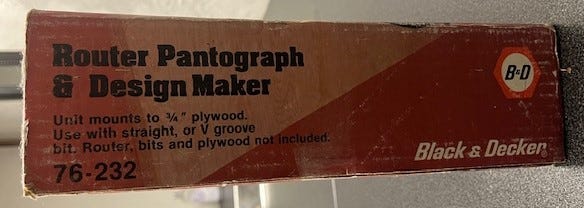 Router Pantograph
& Design Maker
Unit mounts to ¾" plywood.
Use with straight, or V groove
bit. Router, bits and plywood not included.
76-232
B&D
Black & Decker®